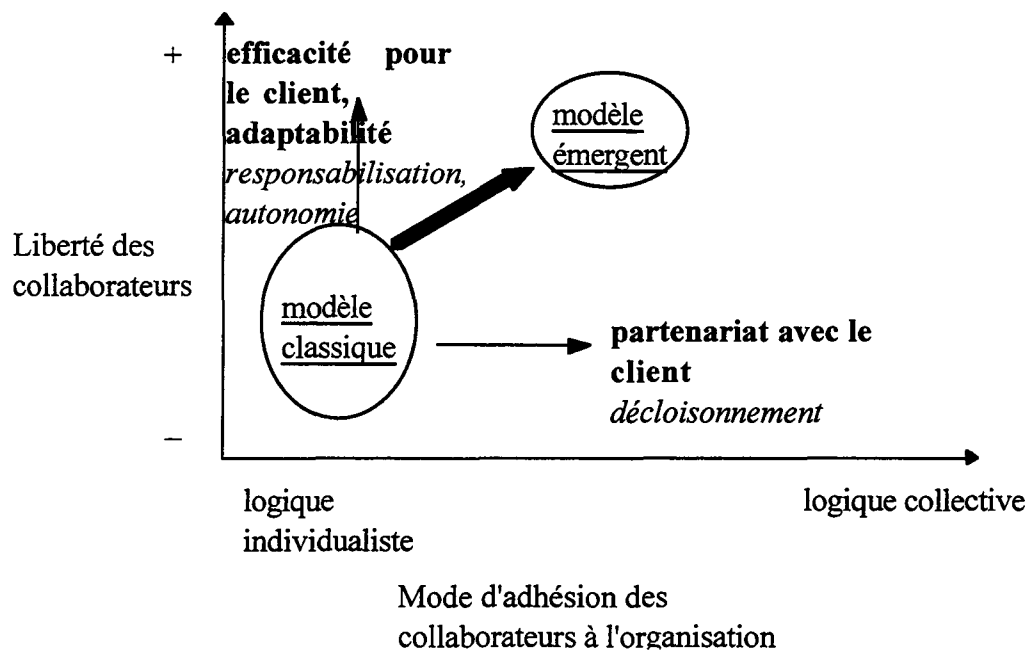 +
efficacité pour
le client,
adaptabilité
responsabilisation,
autonomie
modèle
émergent
Liberté des
collaborateurs
modèle
classique
partenariat avec le
client
décloisonnement
–
logique
individualiste
logique collective
Mode d'adhésion des
collaborateurs à l'organisation